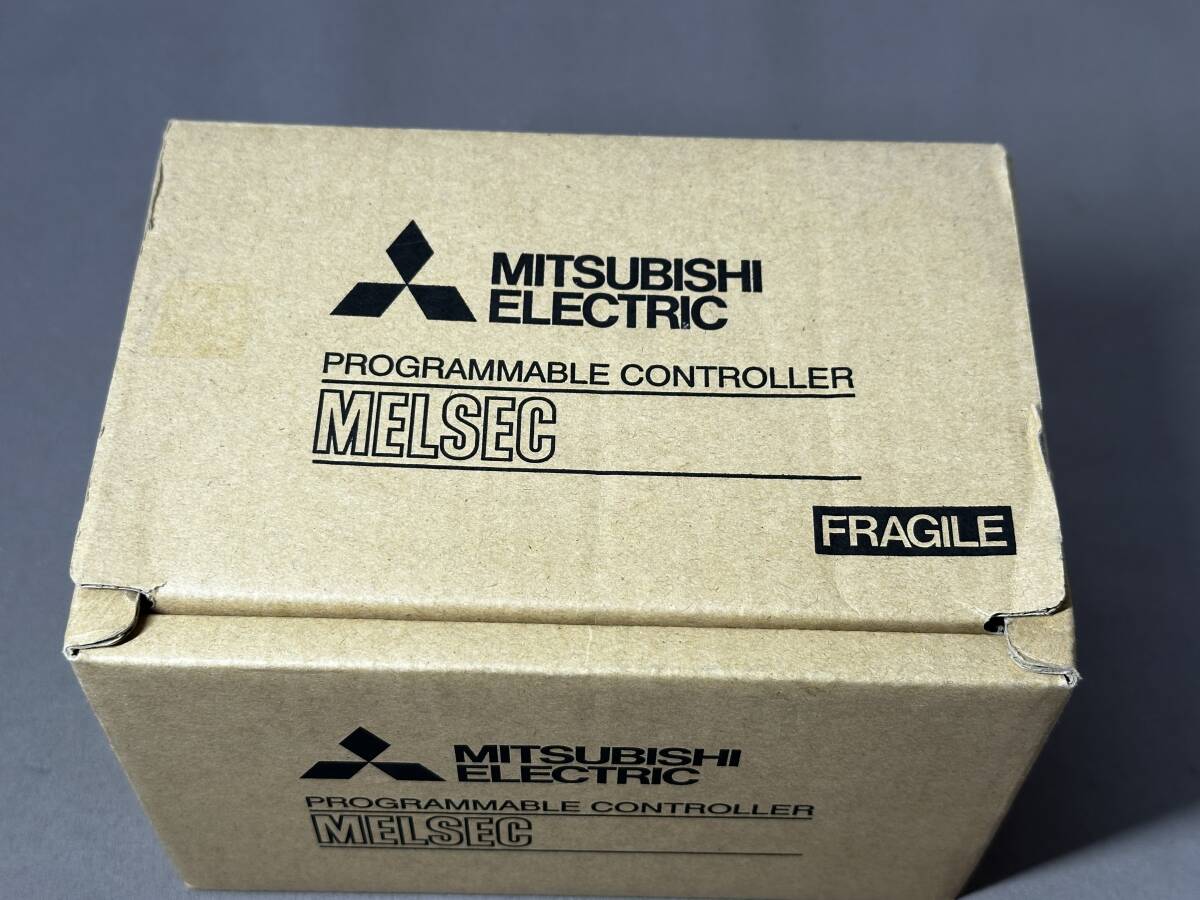 MITSUBISHI
ELECTRIC
PROGRAMMABLE CONTROLLER
MELSEC
FRAGILE
MITSUBISHI
ELECTRIC
PROGRAMMABLE CONTROLLER
MELSEC